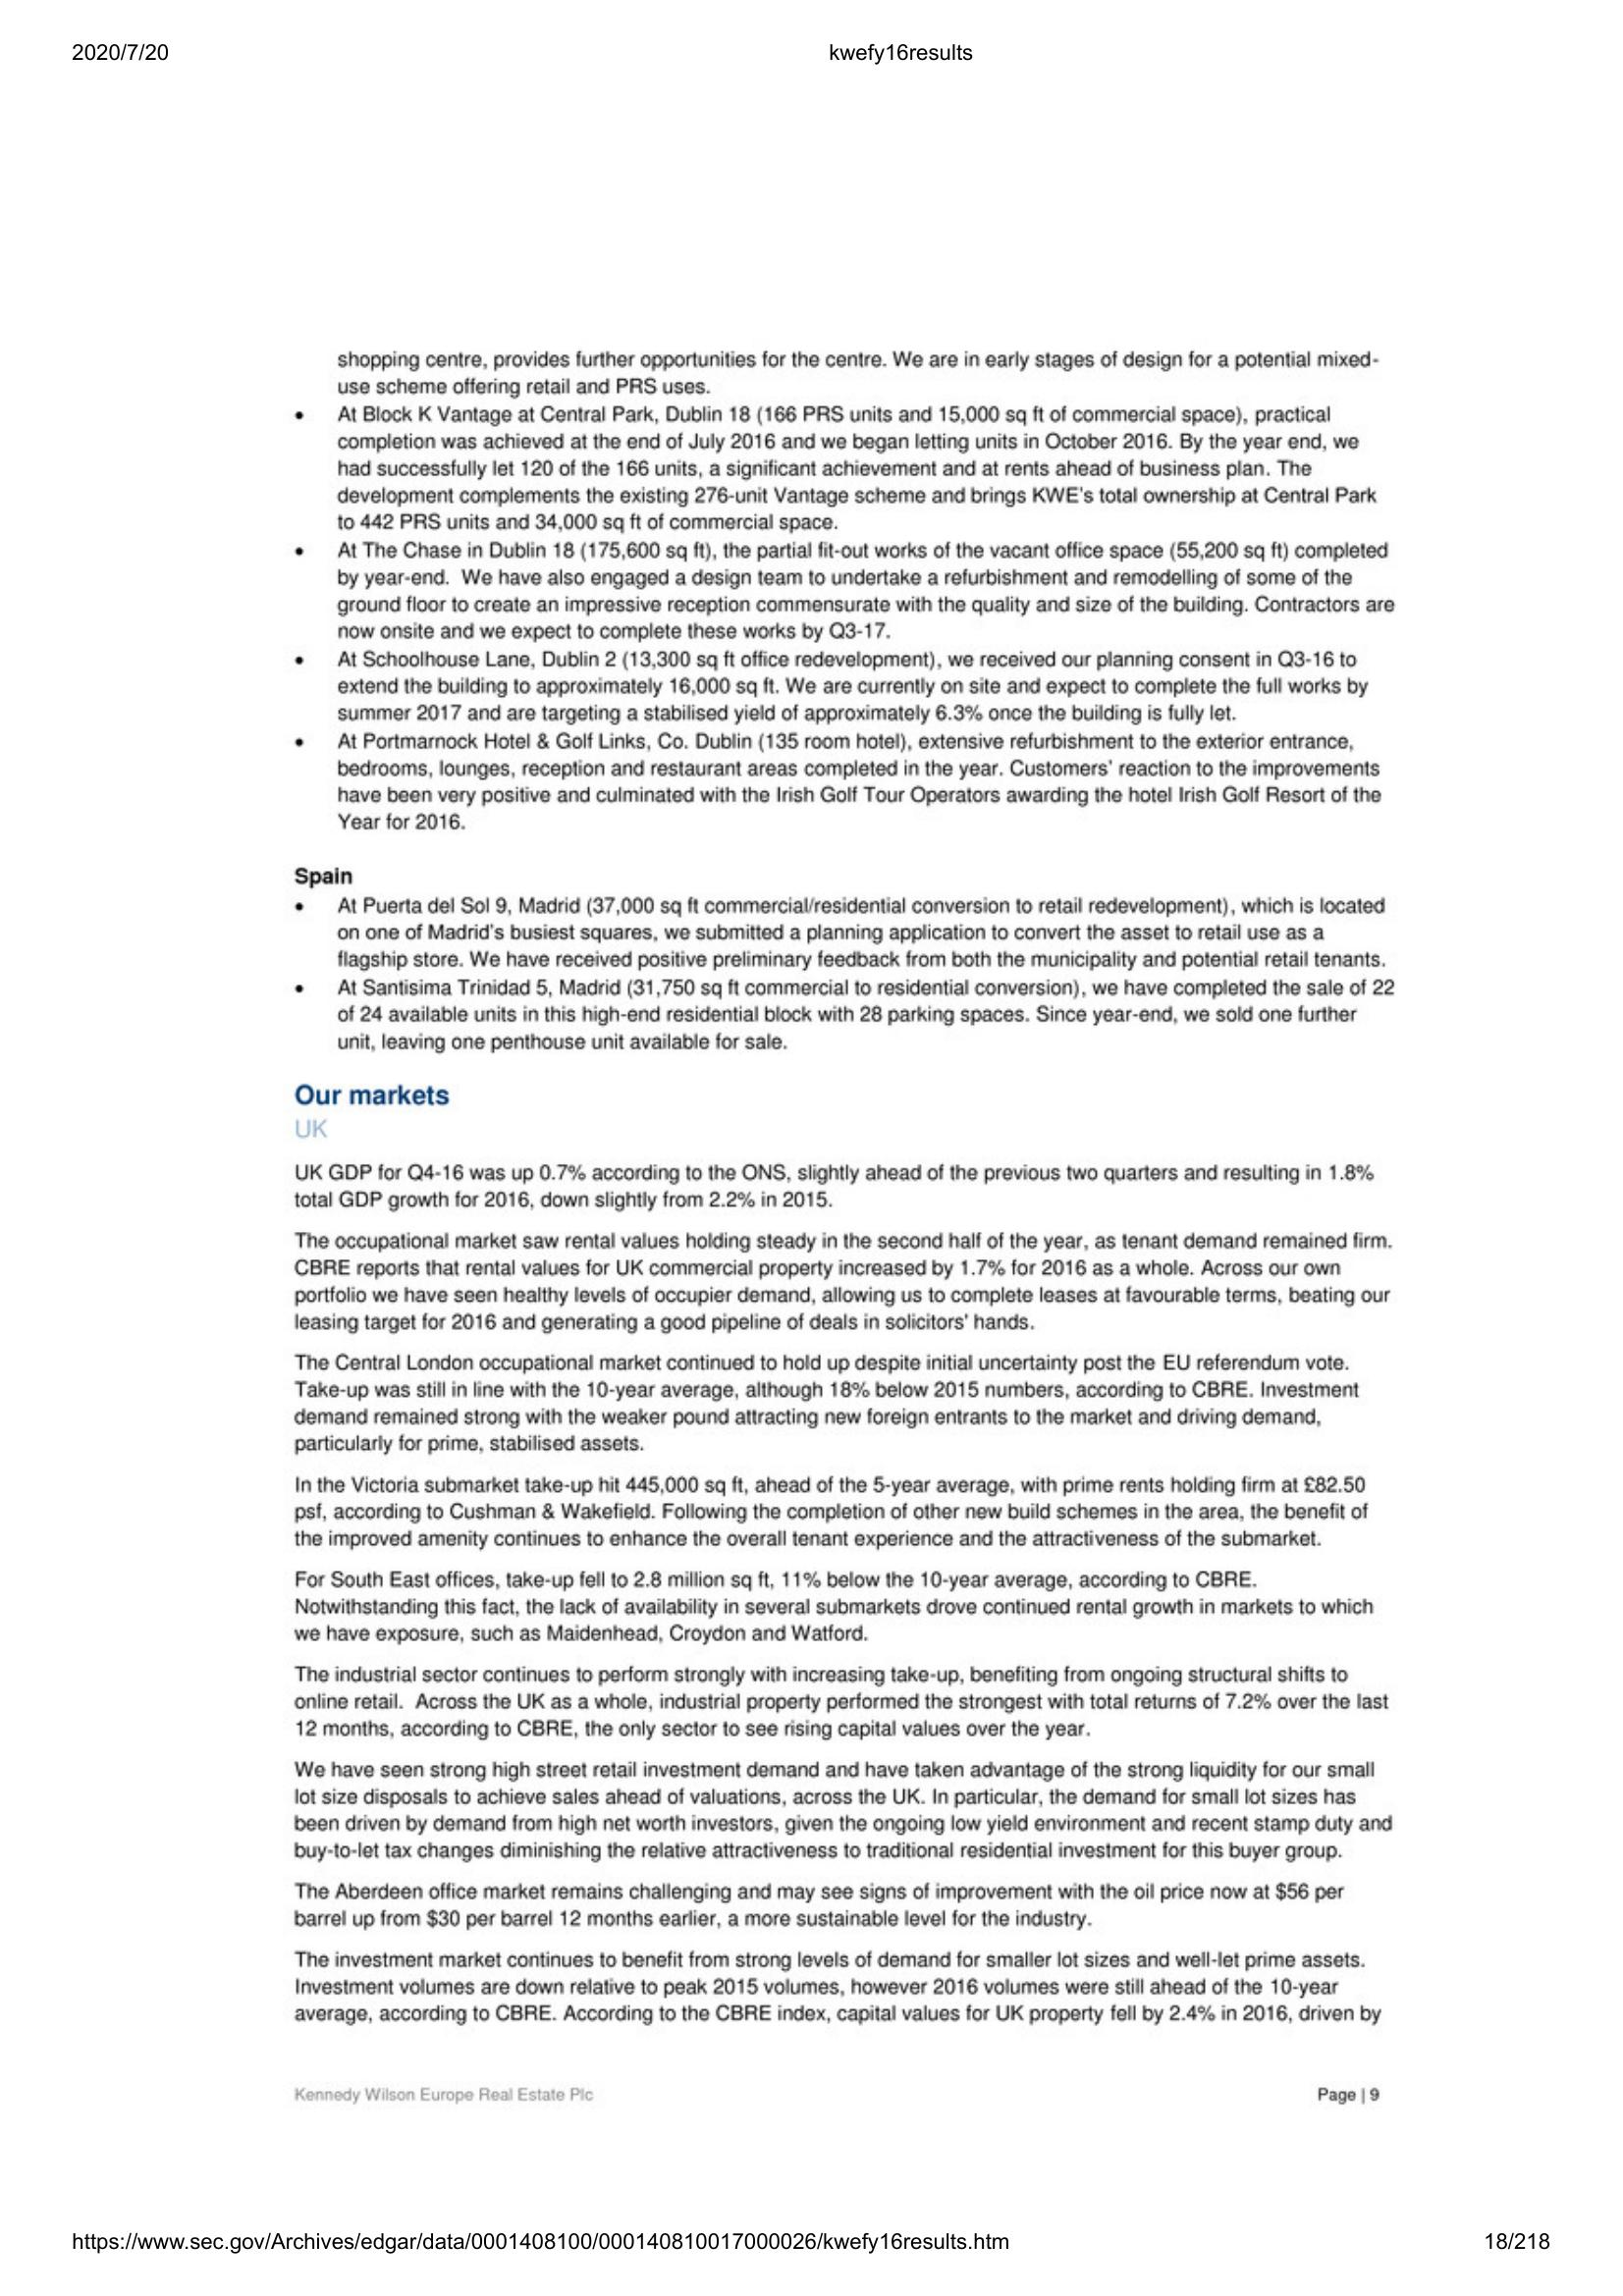 2020/7/20
kwefy16results
shopping centre, provides further opportunities for the centre. We are in early stages of design for a potential mixed-
use scheme offering retail and PRS uses.
• At Block K Vantage at Central Park, Dublin 18 (166 PRS units and 15,000 sq ft of commercial space), practical
completion was achieved at the end of July 2016 and we began letting units in October 2016. By the year end, we
had successfully let 120 of the 166 units, a significant achievement and at rents ahead of business plan. The
development complements the existing 276-unit Vantage scheme and brings KWE's total ownership at Central Park
to 442 PRS units and 34,000 sq ft of commercial space.
• At The Chase in Dublin 18 (175,600 sq ft), the partial fit-out works of the vacant office space (55,200 sq ft) completed
by year-end.  We have also engaged a design team to undertake a refurbishment and remodelling of some of the
ground floor to create an impressive reception commensurate with the quality and size of the building. Contractors are
now onsite and we expect to complete these works by Q3-17.
• At Schoolhouse Lane, Dublin 2 (13,300 sq ft office redevelopment), we received our planning consent in Q3-16 to
extend the building to approximately 16,000 sq ft. We are currently on site and expect to complete the full works by
summer 2017 and are targeting a stabilised yield of approximately 6.3% once the building is fully let.
• At Portmarnock Hotel & Golf Links, Co. Dublin (135 room hotel), extensive refurbishment to the exterior entrance,
bedrooms, lounges, reception and restaurant areas completed in the year. Customers' reaction to the improvements
have been very positive and culminated with the Irish Golf Tour Operators awarding the hotel Irish Golf Resort of the
Year for 2016.
Spain
• At Puerta del Sol 9, Madrid (37,000 sq ft commercial/residential conversion to retail redevelopment), which is located
on one of Madrid's busiest squares, we submitted a planning application to convert the asset to retail use as a
flagship store. We have received positive preliminary feedback from both the municipality and potential retail tenants.
• At Santisima Trinidad 5, Madrid (31,750 sq ft commercial to residential conversion), we have completed the sale of 22
of 24 available units in this high-end residential block with 28 parking spaces. Since year-end, we sold one further
unit, leaving one penthouse unit available for sale.
Our markets
UK
UK GDP for Q4-16 was up 0.7% according to the ONS, slightly ahead of the previous two quarters and resulting in 1.8%
total GDP growth for 2016, down slightly from 2.2% in 2015.
The occupational market saw rental values holding steady in the second half of the year, as tenant demand remained firm.
CBRE reports that rental values for UK commercial property increased by 1.7% for 2016 as a whole. Across our own
portfolio we have seen healthy levels of occupier demand, allowing us to complete leases at favourable terms, beating our
leasing target for 2016 and generating a good pipeline of deals in solicitors' hands.
The Central London occupational market continued to hold up despite initial uncertainty post the EU referendum vote.
Take-up was still in line with the 10-year average, although 18% below 2015 numbers, according to CBRE. Investment
demand remained strong with the weaker pound attracting new foreign entrants to the market and driving demand,
particularly for prime, stabilised assets.
In the Victoria submarket take-up hit 445,000 sq ft, ahead of the 5-year average, with prime rents holding firm at £82.50
psf, according to Cushman & Wakefield. Following the completion of other new build schemes in the area, the benefit of
the improved amenity continues to enhance the overall tenant experience and the attractiveness of the submarket.
For South East offices, take-up fell to 2.8 million sq ft, 11% below the 10-year average, according to CBRE.
Notwithstanding this fact, the lack of availability in several submarkets drove continued rental growth in markets to which
we have exposure, such as Maidenhead, Croydon and Watford.
The industrial sector continues to perform strongly with increasing take-up, benefiting from ongoing structural shifts to
online retail.  Across the UK as a whole, industrial property performed the strongest with total returns of 7.2% over the last
12 months, according to CBRE, the only sector to see rising capital values over the year.
We have seen strong high street retail investment demand and have taken advantage of the strong liquidity for our small
lot size disposals to achieve sales ahead of valuations, across the UK. In particular, the demand for small lot sizes has
been driven by demand from high net worth investors, given the ongoing low yield environment and recent stamp duty and
buy-to-let tax changes diminishing the relative attractiveness to traditional residential investment for this buyer group.
The Aberdeen office market remains challenging and may see signs of improvement with the oil price now at $56 per
barrel up from $30 per barrel 12 months earlier, a more sustainable level for the industry.
The investment market continues to benefit from strong levels of demand for smaller lot sizes and well-let prime assets.
Investment volumes are down relative to peak 2015 volumes, however 2016 volumes were still ahead of the 10-year
average, according to CBRE. According to the CBRE index, capital values for UK property fell by 2.4% in 2016, driven by
Kennedy Wilson Europe Real Estate Plc
Page | 9
https://www.sec.gov/Archives/edgar/data/0001408100/000140810017000026/kwefy16results.htm
18/218